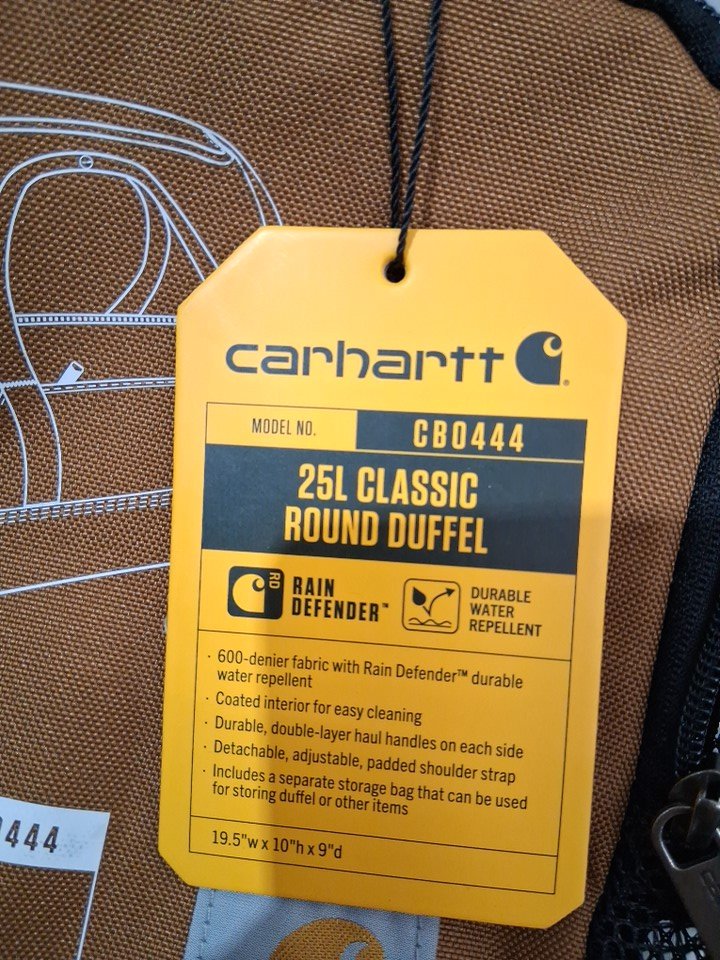 carhartt
MODEL NO. CB0444
25L CLASSIC
ROUND DUFFEL
RD
RAIN
DEFENDER™
DURABLE
WATER
REPELLENT
· 600-denier fabric with Rain Defender™ durable
water repellent
· Coated interior for easy cleaning
· Durable, double-layer haul handles on each side
· Detachable, adjustable, padded shoulder strap
· Includes a separate storage bag that can be used
for storing duffel or other items
19.5"w x 10"h x 9"d
0444